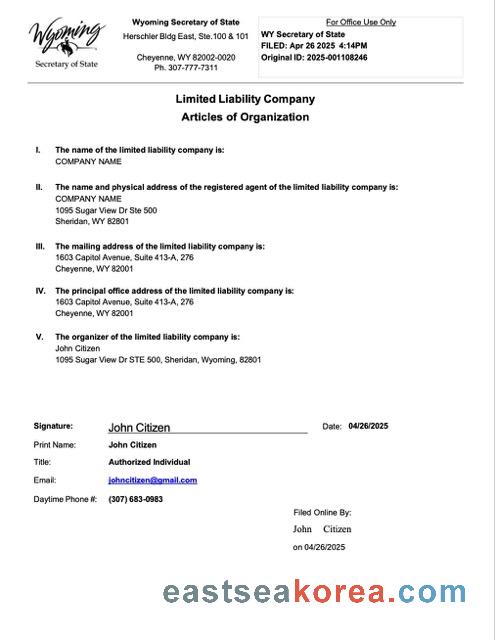 Wyoming
Secretary of State
Wyoming Secretary of State
Herschler Bldg East, Ste.100 & 101
Cheyenne, WY 82002-0020
Ph. 307-777-7311
For Office Use Only
WY Secretary of State
FILED: Apr 26 2025 4:14PM
Original ID: 2025-001108246
Limited Liability Company
Articles of Organization
I. The name of the limited liability company is:
COMPANY NAME
II. The name and physical address of the registered agent of the limited liability company is:
COMPANY NAME
1095 Sugar View Dr Ste 500
Sheridan, WY 82801
III. The mailing address of the limited liability company is:
1603 Capitol Avenue, Suite 413-A, 276
Cheyenne, WY 82001
IV. The principal office address of the limited liability company is:
1603 Capitol Avenue, Suite 413-A, 276
Cheyenne, WY 82001
V. The organizer of the limited liability company is:
John Citizen
1095 Sugar View Dr STE 500, Sheridan, Wyoming, 82801
Signature: John Citizen Date: 04/26/2025
Print Name: John Citizen
Title: Authorized Individual
Email: johncitizen@gmail.com
Daytime Phone #: (307) 683-0983
Filed Online By:
John Citizen
on 04/26/2025
eastseakorea.com